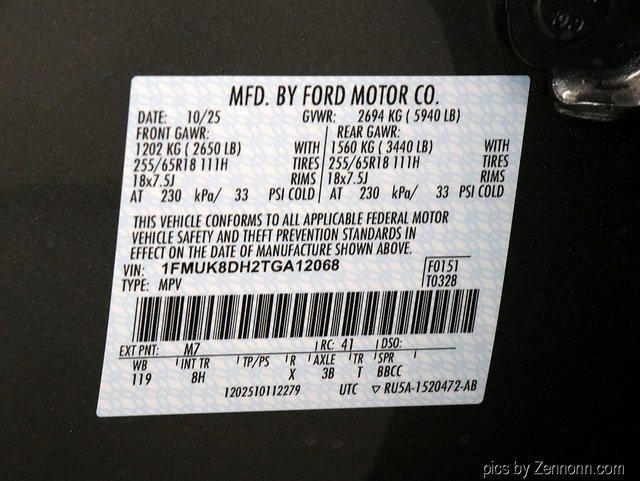 MFD. BY FORD MOTOR CO.
DATE: 10/25 GVWR: 2694 KG ( 5940 LB)
FRONT GAWR: REAR GAWR:
1202 KG ( 2650 LB) WITH 1560 KG ( 3440 LB) WITH
255/65R18 111H TIRES 255/65R18 111H TIRES
18x7.5J RIMS 18x7.5J RIMS
AT 230 kPa/ 33 PSI COLD AT 230 kPa/ 33 PSI COLD
THIS VEHICLE CONFORMS TO ALL APPLICABLE FEDERAL MOTOR
VEHICLE SAFETY AND THEFT PREVENTION STANDARDS IN
EFFECT ON THE DATE OF MANUFACTURE SHOWN ABOVE.
VIN: 1FMUK8DH2TGA12068 F0151
TYPE: MPV T0328
EXT PNT: M7 RC: 41 DSO:
WB INT TR TP/PS R AXLE TR SPR
119 8H X 3B T BBCC
1202510112279 UTC ▽ RU5A-1520472-AB
pics by Zennonn.com